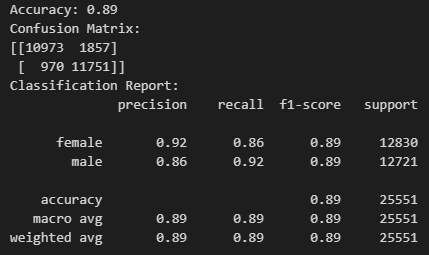 Accuracy: 0.89
Confusion Matrix:
[[10973  1857]
 [  970 11751]]
Classification Report:
              precision    recall  f1-score   support

      female       0.92      0.86      0.89     12830
        male       0.86      0.92      0.89     12721

    accuracy                           0.89     25551
   macro avg       0.89      0.89      0.89     25551
weighted avg       0.89      0.89      0.89     25551